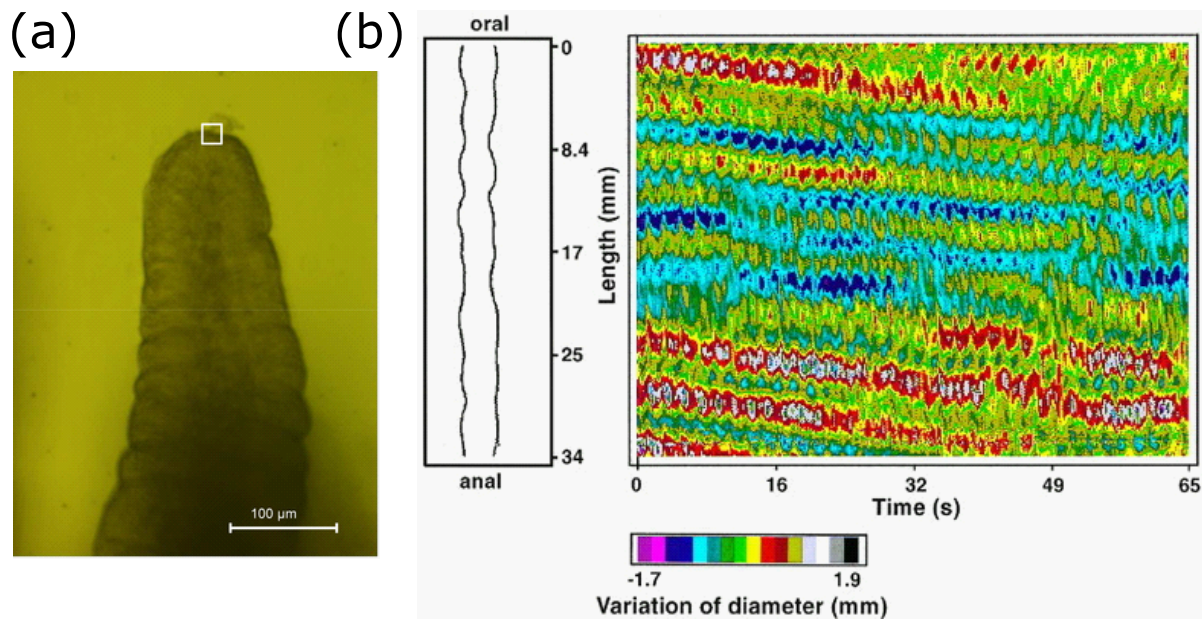 (a)
100 µm
(b)
oral
0
8.4
17
25
34
anal
Length (mm)
0 16 32 49 65
Time (s)
-1.7 1.9
Variation of diameter (mm)